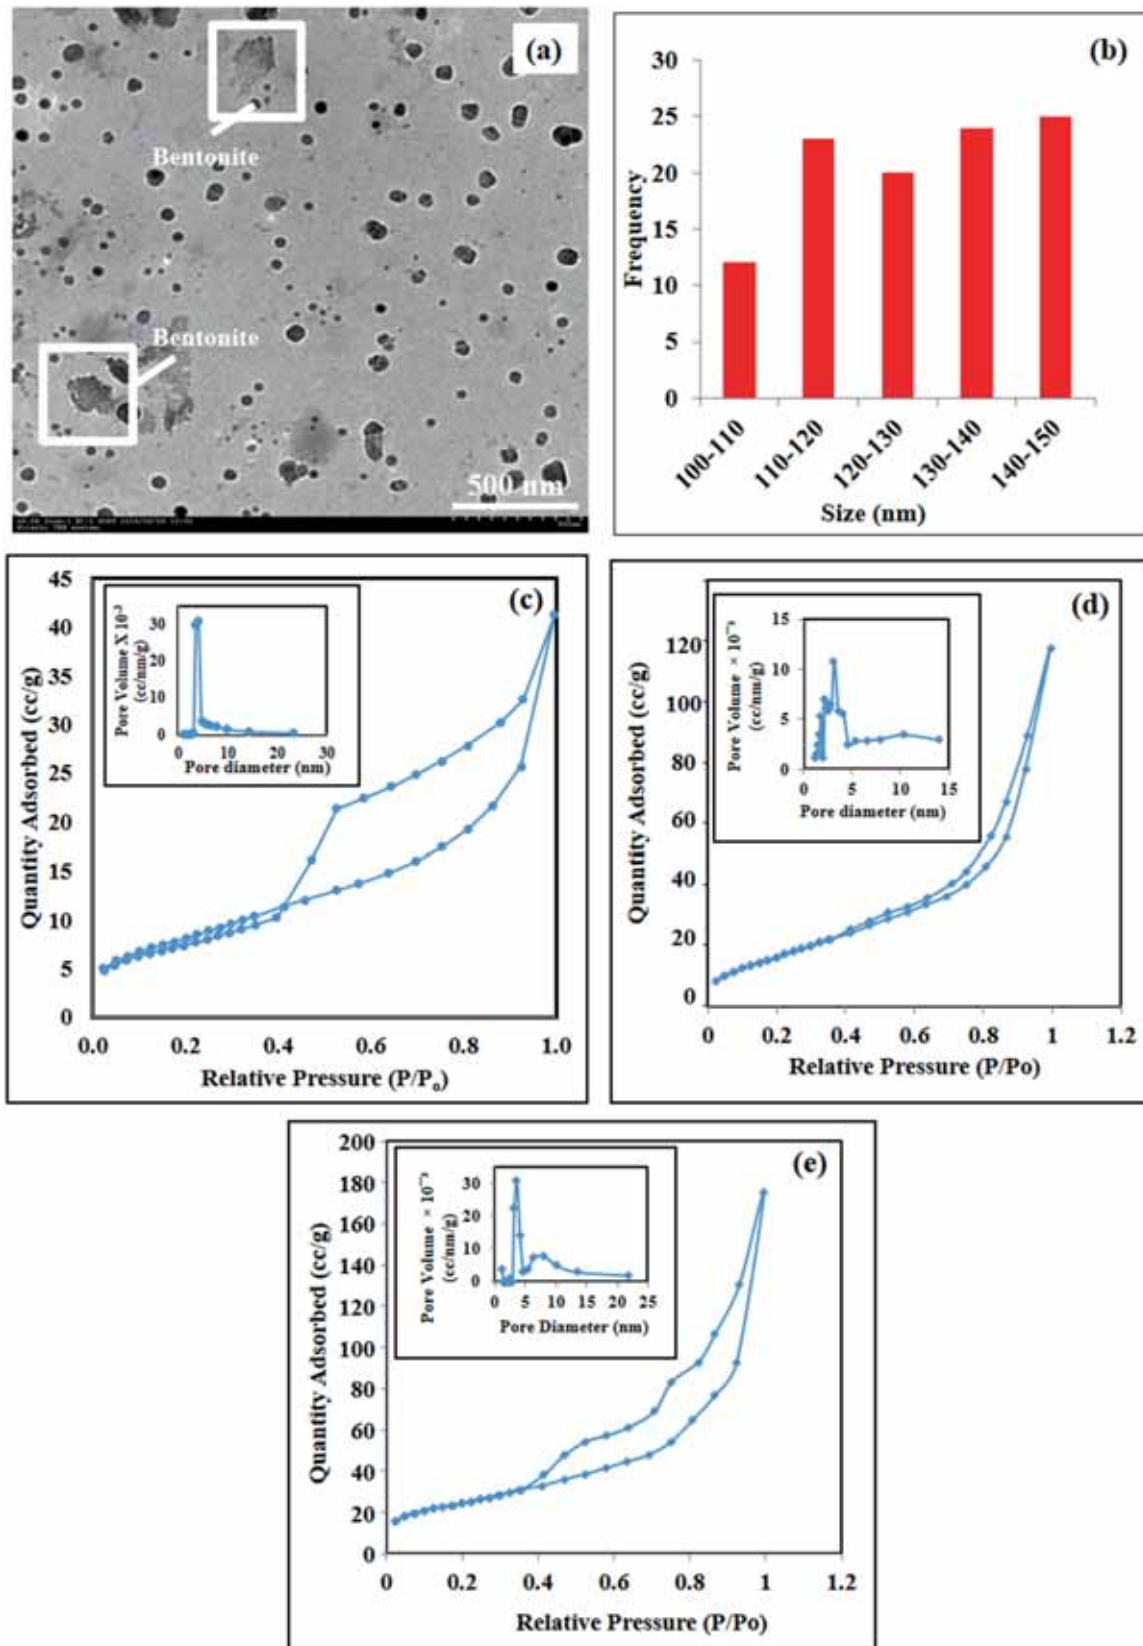 (a)
Bentonite
Bentonite
500 nm
(b)
Frequency
30
25
20
15
10
5
0
100-110
110-120
120-130
130-140
140-150
Size (nm)
(c)
Quantity Adsorbed (cc/g)
45
40
35
30
25
20
15
10
5
0
0.0 0.2 0.4 0.6 0.8 1.0
Relative Pressure (P/Po)
Pore Volume X 10⁻³
(cc/nm/g)
30
20
10
0
0 10 20 30
Pore diameter (nm)
(d)
Quantity Adsorbed (cc/g)
120
100
80
60
40
20
0
0 0.2 0.4 0.6 0.8 1 1.2
Relative Pressure (P/Po)
Pore Volume × 10⁻³
(cc/nm/g)
15
10
5
0
0 5 10 15
Pore diameter (nm)
(e)
Quantity Adsorbed (cc/g)
200
180
160
140
120
100
80
60
40
20
0
0 0.2 0.4 0.6 0.8 1 1.2
Relative Pressure (P/Po)
Pore Volume × 10⁻³
(cc/nm/g)
30
20
10
0
0 5 10 15 20 25
Pore Diameter (nm)